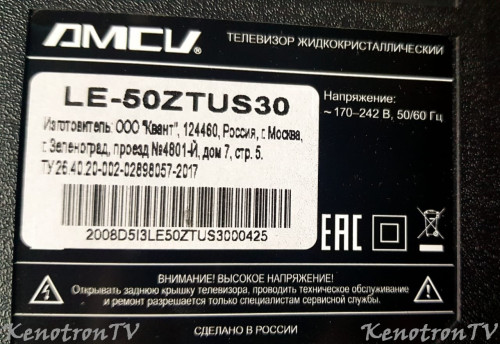 AMCV®
ТЕЛЕВИЗОР ЖИДКОКРИСТАЛЛИЧЕСКИЙ
LE-50ZTUS30
Изготовитель: ООО "Квант", 124460, Россия, г. Москва,
г. Зеленоград, проезд №4801-Й, дом 7, стр. 5.
ТУ 26.40.20-002-02898057-2017
2008D5I3LE50ZTUS3000425
Напряжение:
~170–242 В, 50/60 Гц
EAC
ВНИМАНИЕ! ВЫСОКОЕ НАПРЯЖЕНИЕ!
Открывать заднюю крышку телевизора, проводить техническое обслуживание
и ремонт разрешается только специалистам сервисной службы.
СДЕЛАНО В РОССИИ
KenotronTV
KenotronTV